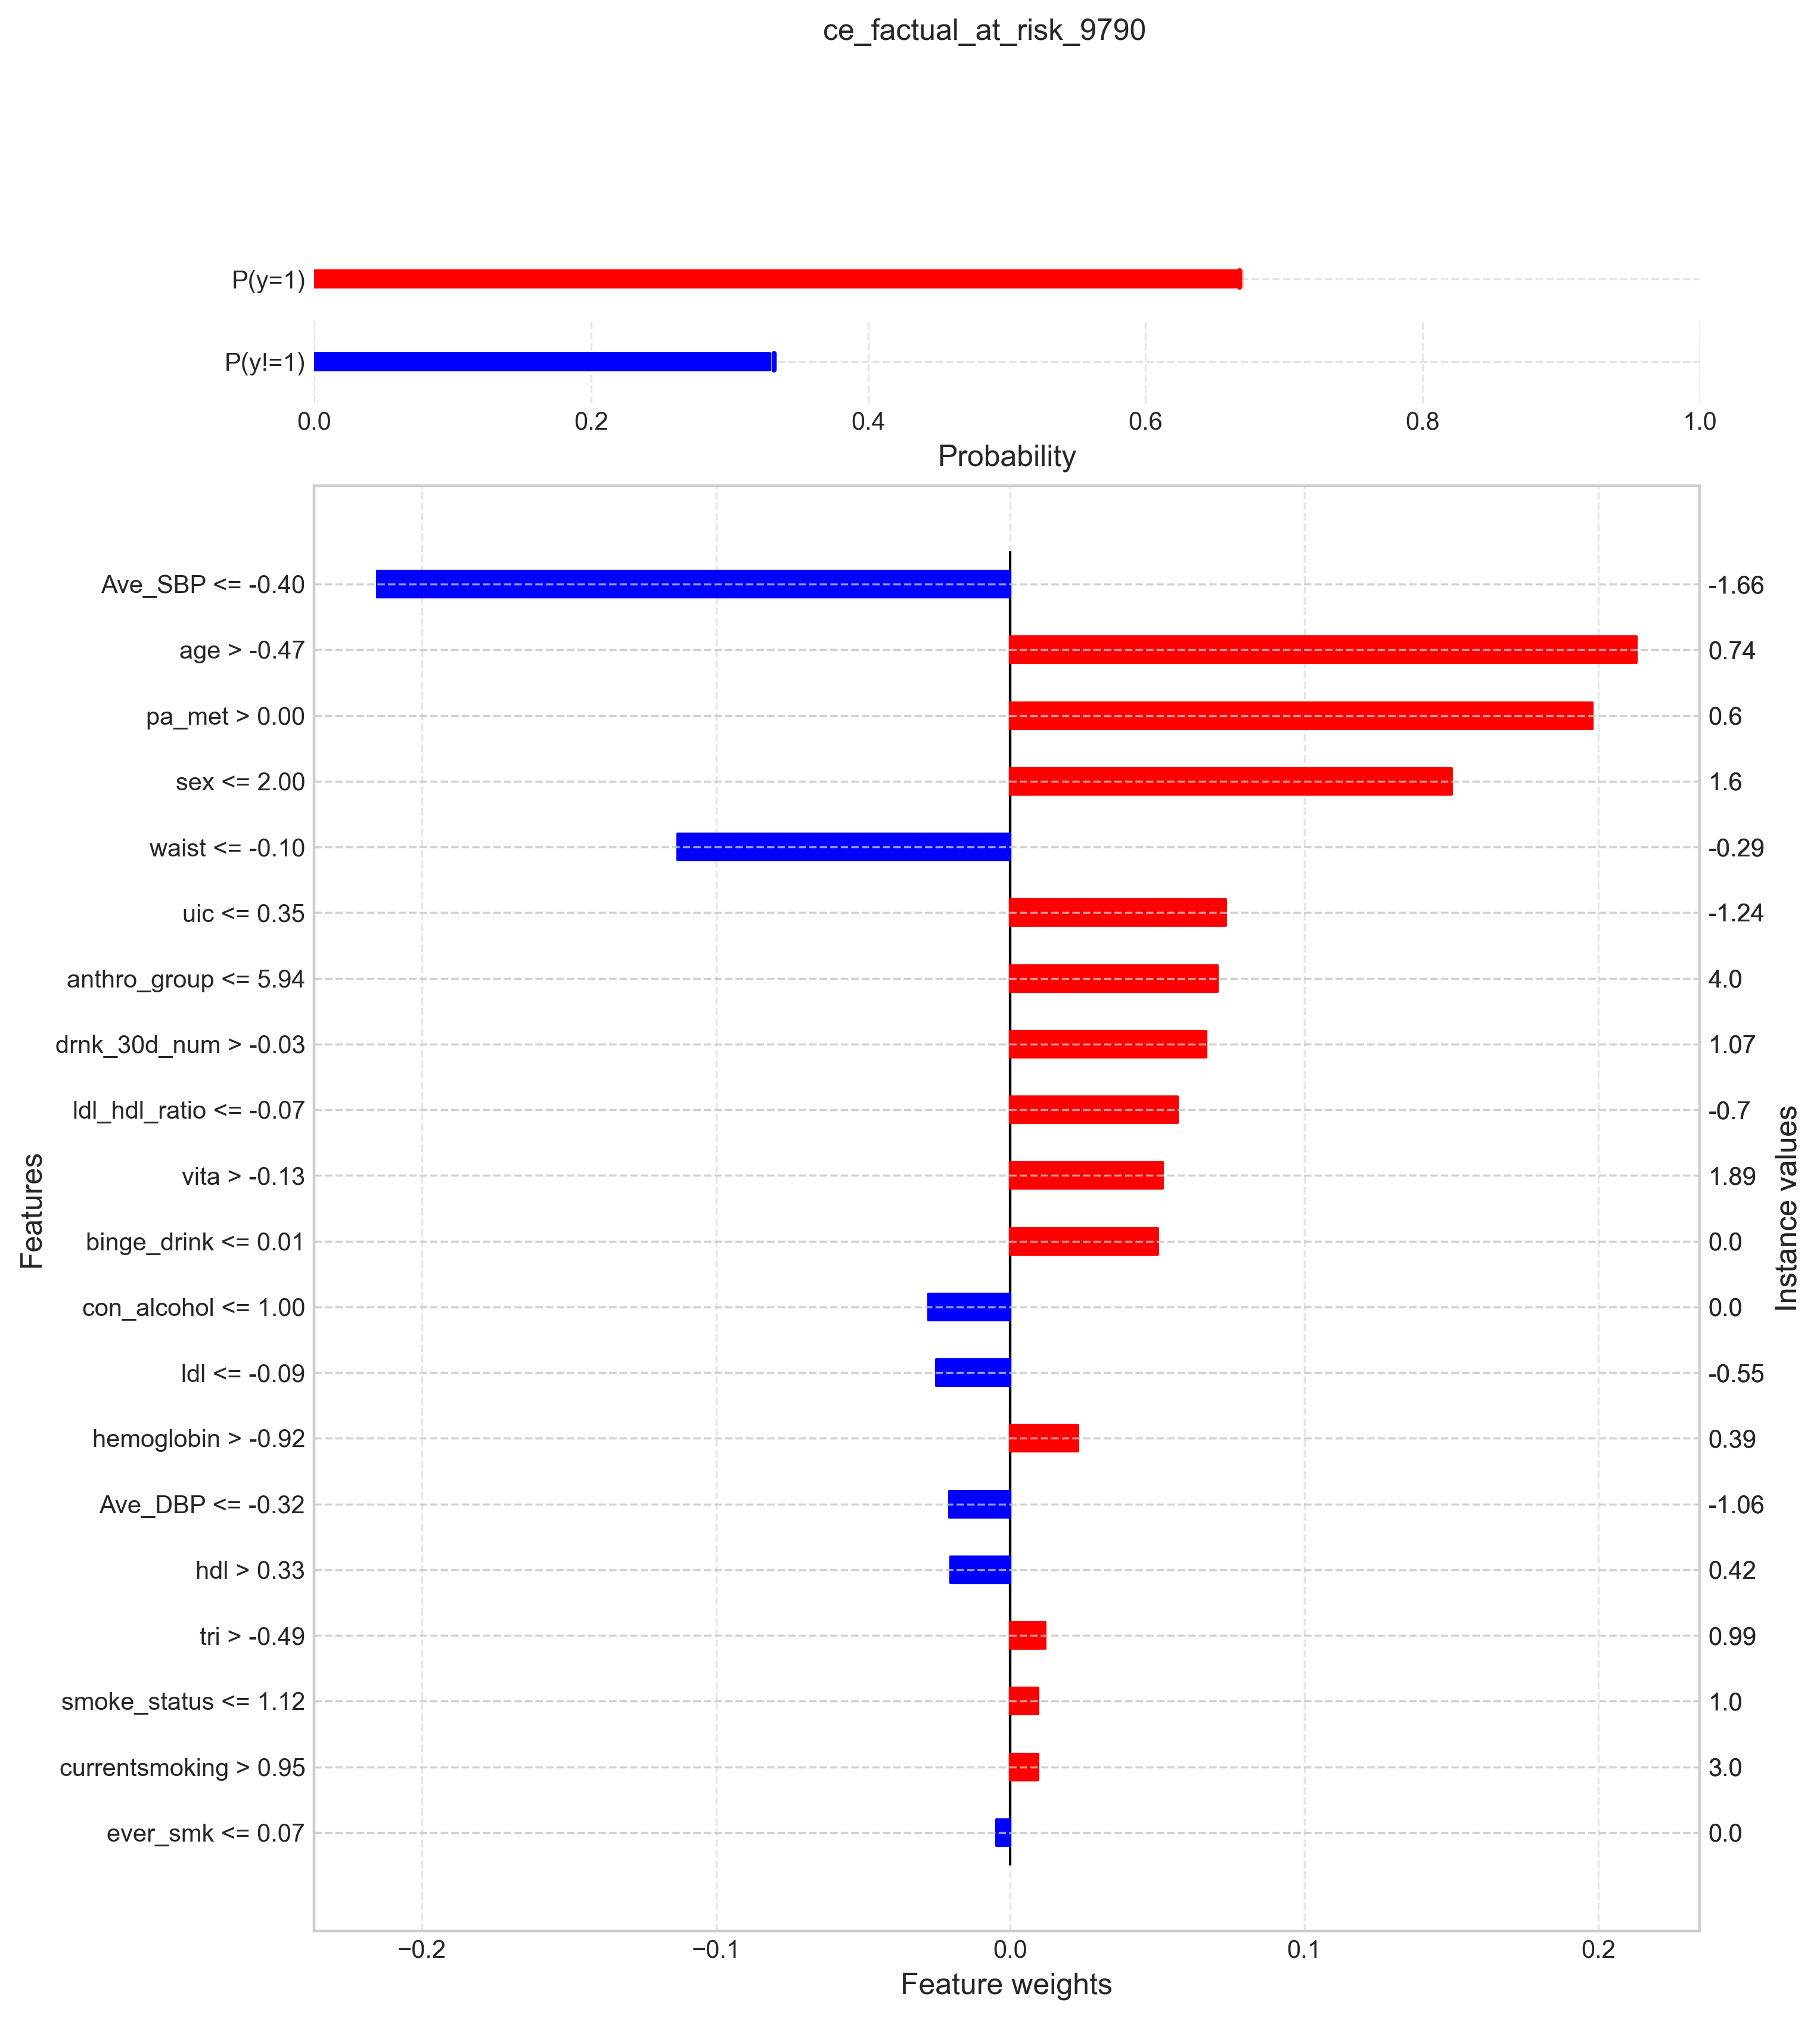 ce_factual_at_risk_9790
P(y=1)
P(y!=1)
0.0 0.2 0.4 0.6 0.8 1.0
Probability
Ave_SBP <= -0.40 -1.66
age > -0.47 0.74
pa_met > 0.00 0.6
sex <= 2.00 1.6
waist <= -0.10 -0.29
uic <= 0.35 -1.24
anthro_group <= 5.94 4.0
drnk_30d_num > -0.03 1.07
ldl_hdl_ratio <= -0.07 -0.7
vita > -0.13 1.89
binge_drink <= 0.01 0.0
con_alcohol <= 1.00 0.0
ldl <= -0.09 -0.55
hemoglobin > -0.92 0.39
Ave_DBP <= -0.32 -1.06
hdl > 0.33 0.42
tri > -0.49 0.99
smoke_status <= 1.12 1.0
currentsmoking > 0.95 3.0
ever_smk <= 0.07 0.0
Features
Instance values
−0.2 −0.1 0.0 0.1 0.2
Feature weights